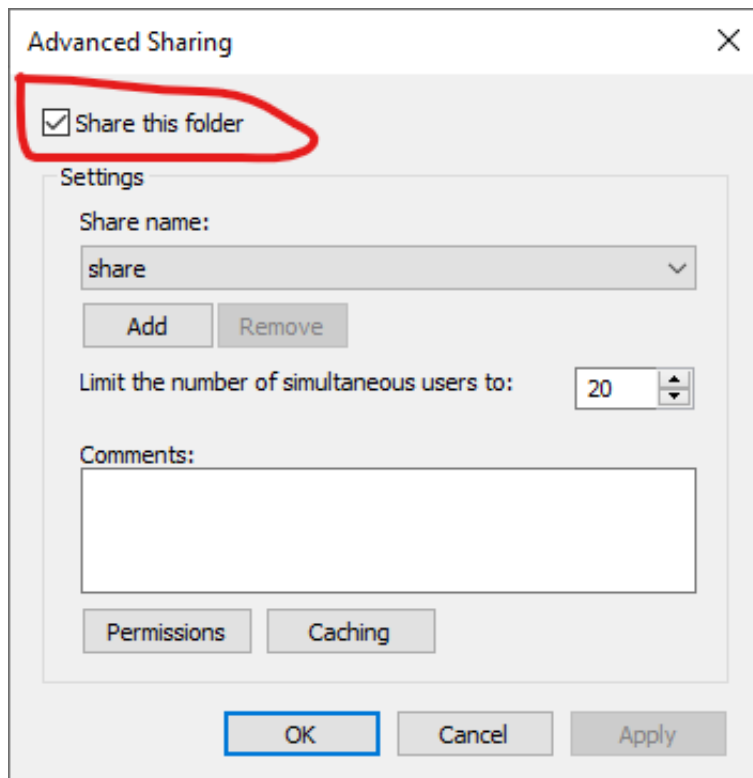 Advanced Sharing
Share this folder
Settings
Share name:
share
Add Remove
Limit the number of simultaneous users to: 20
Comments:
Permissions Caching
OK Cancel Apply